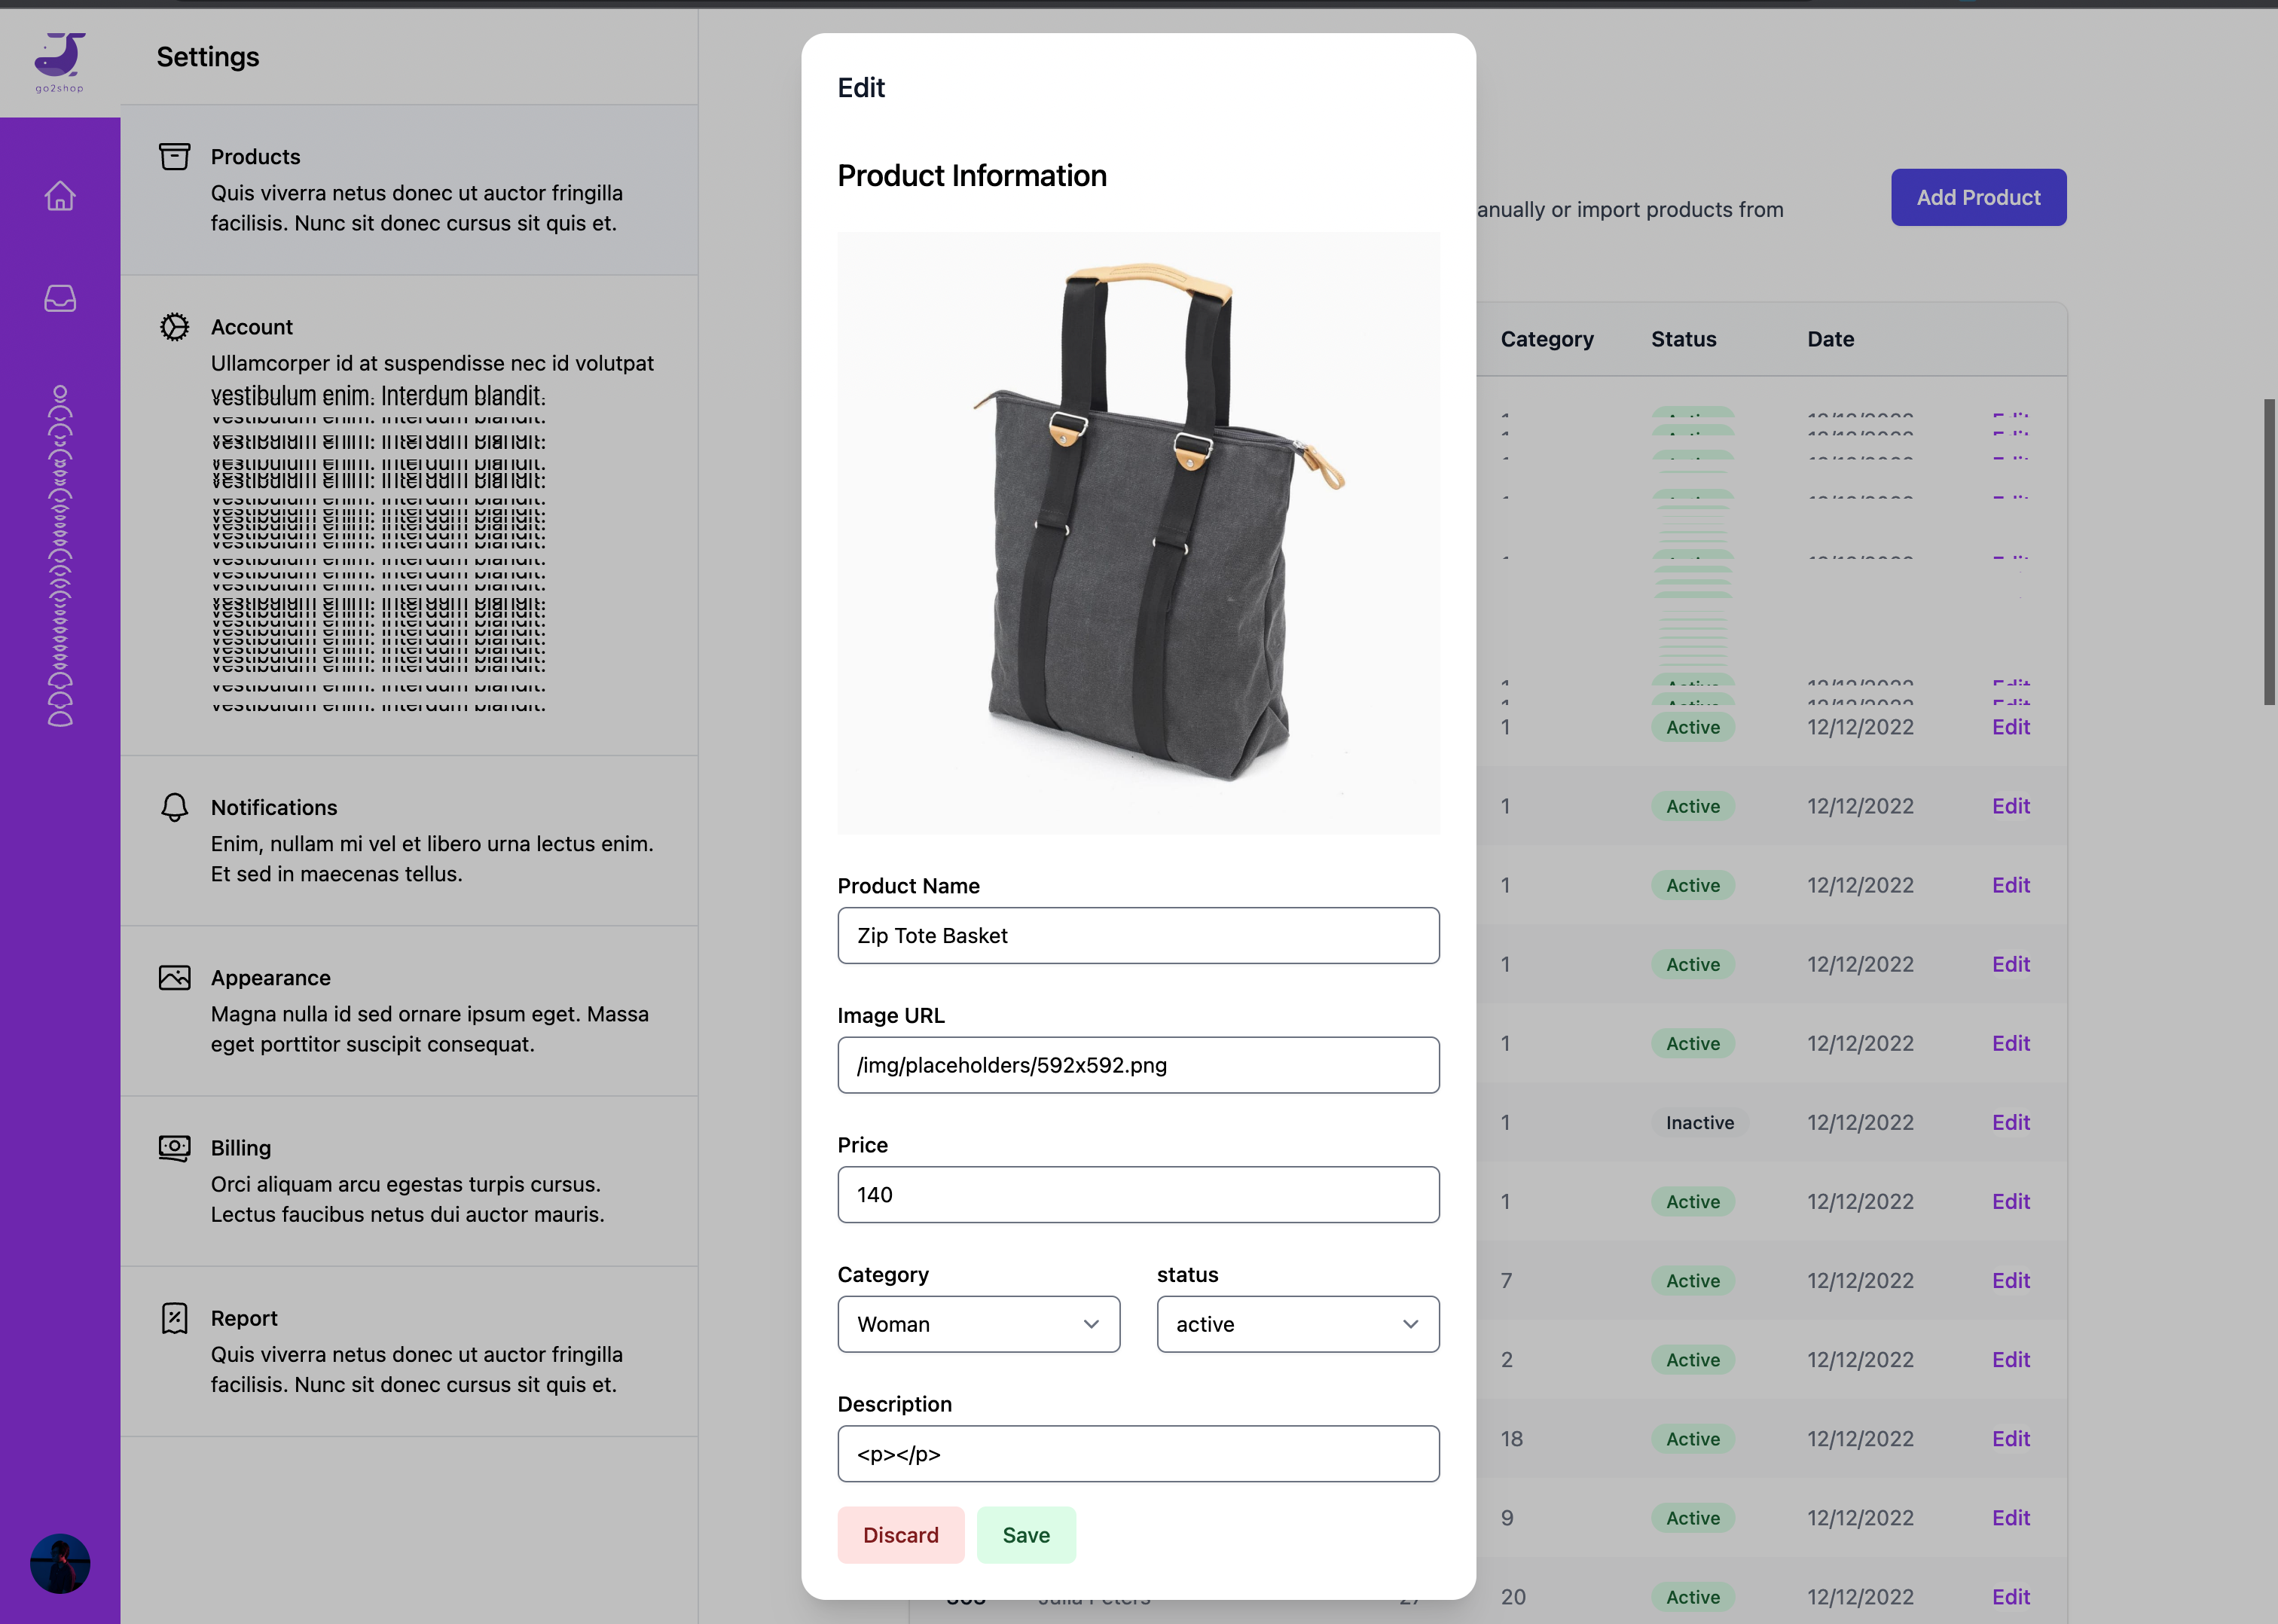 go2shop
Settings
Products
Quis viverra netus donec ut auctor fringilla
facilisis. Nunc sit donec cursus sit quis et.
Account
Ullamcorper id at suspendisse nec id volutpat
vestibulum enim. Interdum blandit.
Notifications
Enim, nullam mi vel et libero urna lectus enim.
Et sed in maecenas tellus.
Appearance
Magna nulla id sed ornare ipsum eget. Massa
eget porttitor suscipit consequat.
Billing
Orci aliquam arcu egestas turpis cursus.
Lectus faucibus netus dui auctor mauris.
Report
Quis viverra netus donec ut auctor fringilla
facilisis. Nunc sit donec cursus sit quis et.
Edit
Product Information
Product Name
Zip Tote Basket
Image URL
/img/placeholders/592x592.png
Price
140
Category status
Woman active
Description
<p></p>
Discard Save
anually or import products from
Add Product
Category Status Date
1 Active 12/12/2022 Edit
1 Active 12/12/2022 Edit
1 Active 12/12/2022 Edit
1 Active 12/12/2022 Edit
1 Active 12/12/2022 Edit
1 Inactive 12/12/2022 Edit
1 Active 12/12/2022 Edit
7 Active 12/12/2022 Edit
2 Active 12/12/2022 Edit
18 Active 12/12/2022 Edit
9 Active 12/12/2022 Edit
20 Active 12/12/2022 Edit